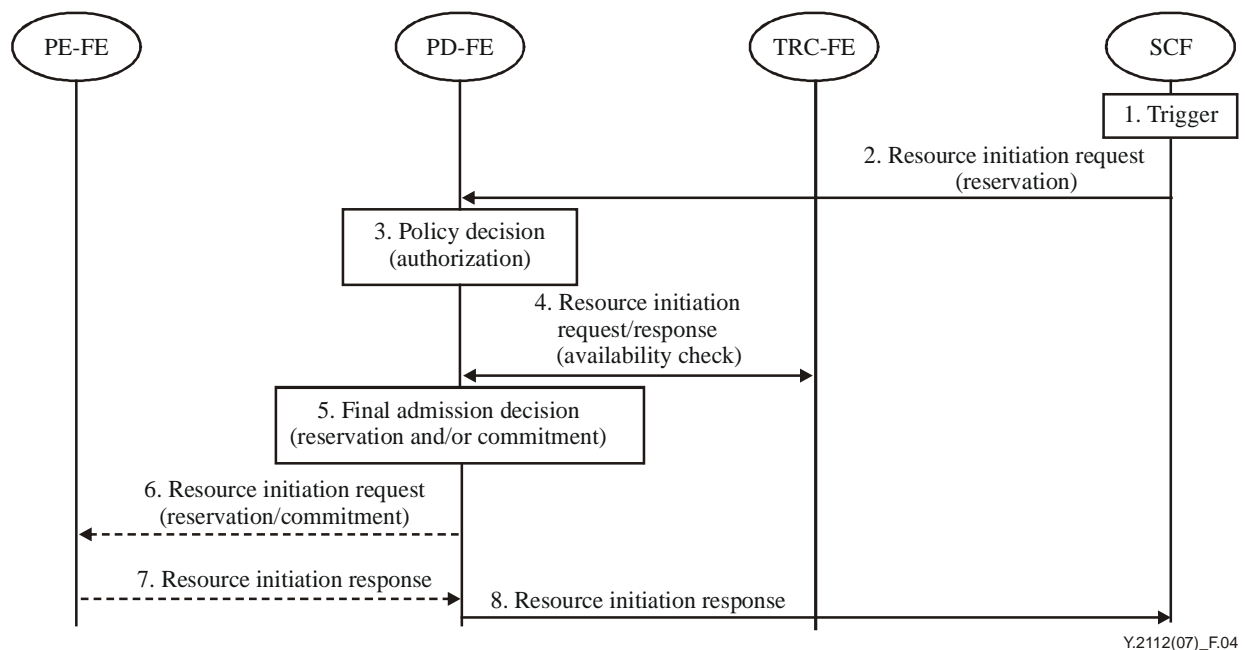 PE-FE
PD-FE
TRC-FE
SCF
1. Trigger
2. Resource initiation request
(reservation)
3. Policy decision
(authorization)
4. Resource initiation
request/response
(availability check)
5. Final admission decision
(reservation and/or commitment)
6. Resource initiation request
(reservation/commitment)
7. Resource initiation response
8. Resource initiation response
Y.2112(07)_F.04